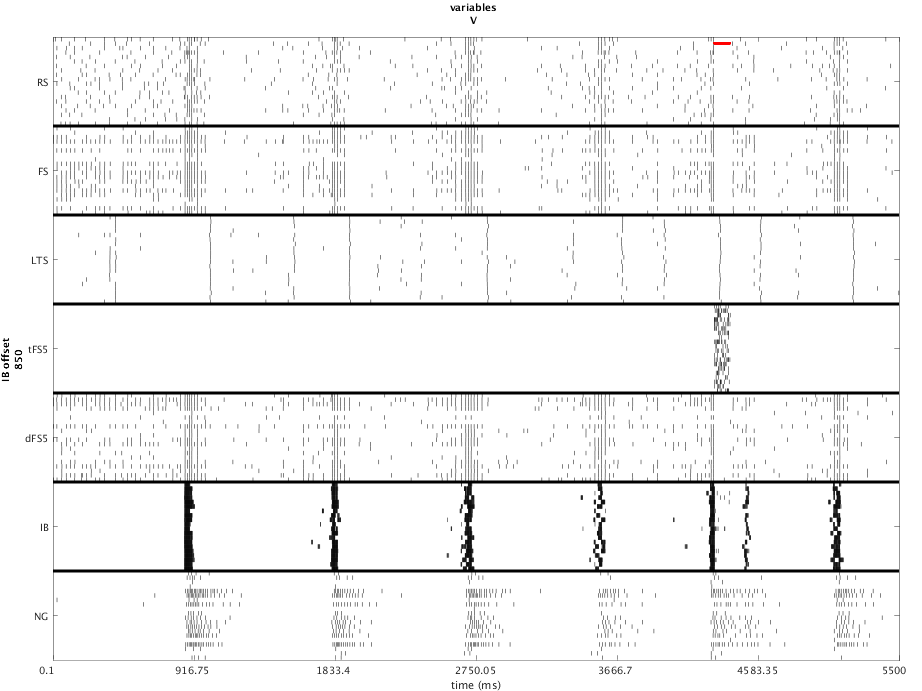 variables
V
RS
FS
LTS
tFS5
dFS5
IB
NG
IB offset
850
0.1 916.75 1833.4 2750.05 3666.7 4583.35 5500
time (ms)